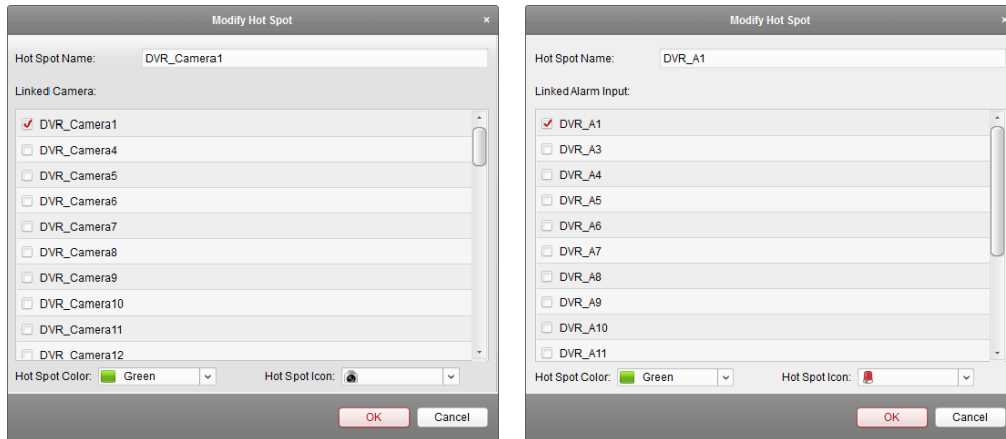 Modify Hot Spot ×
Hot Spot Name: DVR_Camera1
Linked Camera:
DVR_Camera1
DVR_Camera4
DVR_Camera5
DVR_Camera6
DVR_Camera7
DVR_Camera8
DVR_Camera9
DVR_Camera10
DVR_Camera11
DVR_Camera12
Hot Spot Color: Green Hot Spot Icon:
OK Cancel
Modify Hot Spot ×
Hot Spot Name: DVR_A1
Linked Alarm Input:
DVR_A1
DVR_A3
DVR_A4
DVR_A5
DVR_A6
DVR_A7
DVR_A8
DVR_A9
DVR_A10
DVR_A11
Hot Spot Color: Green Hot Spot Icon:
OK Cancel